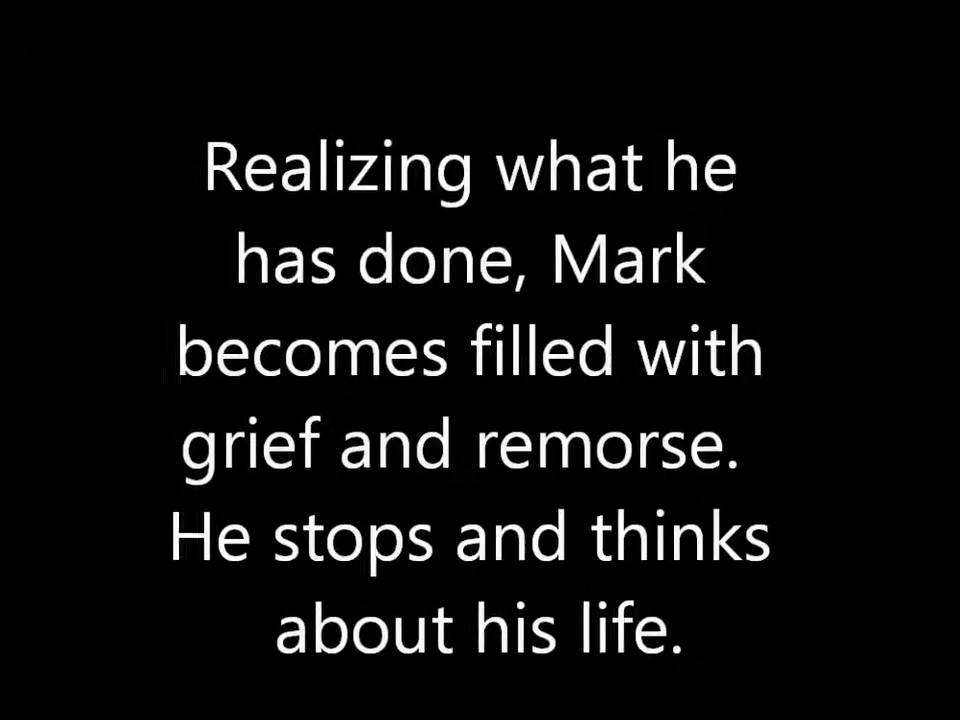 Realizing what he
has done, Mark
becomes filled with
grief and remorse.
He stops and thinks
about his life.